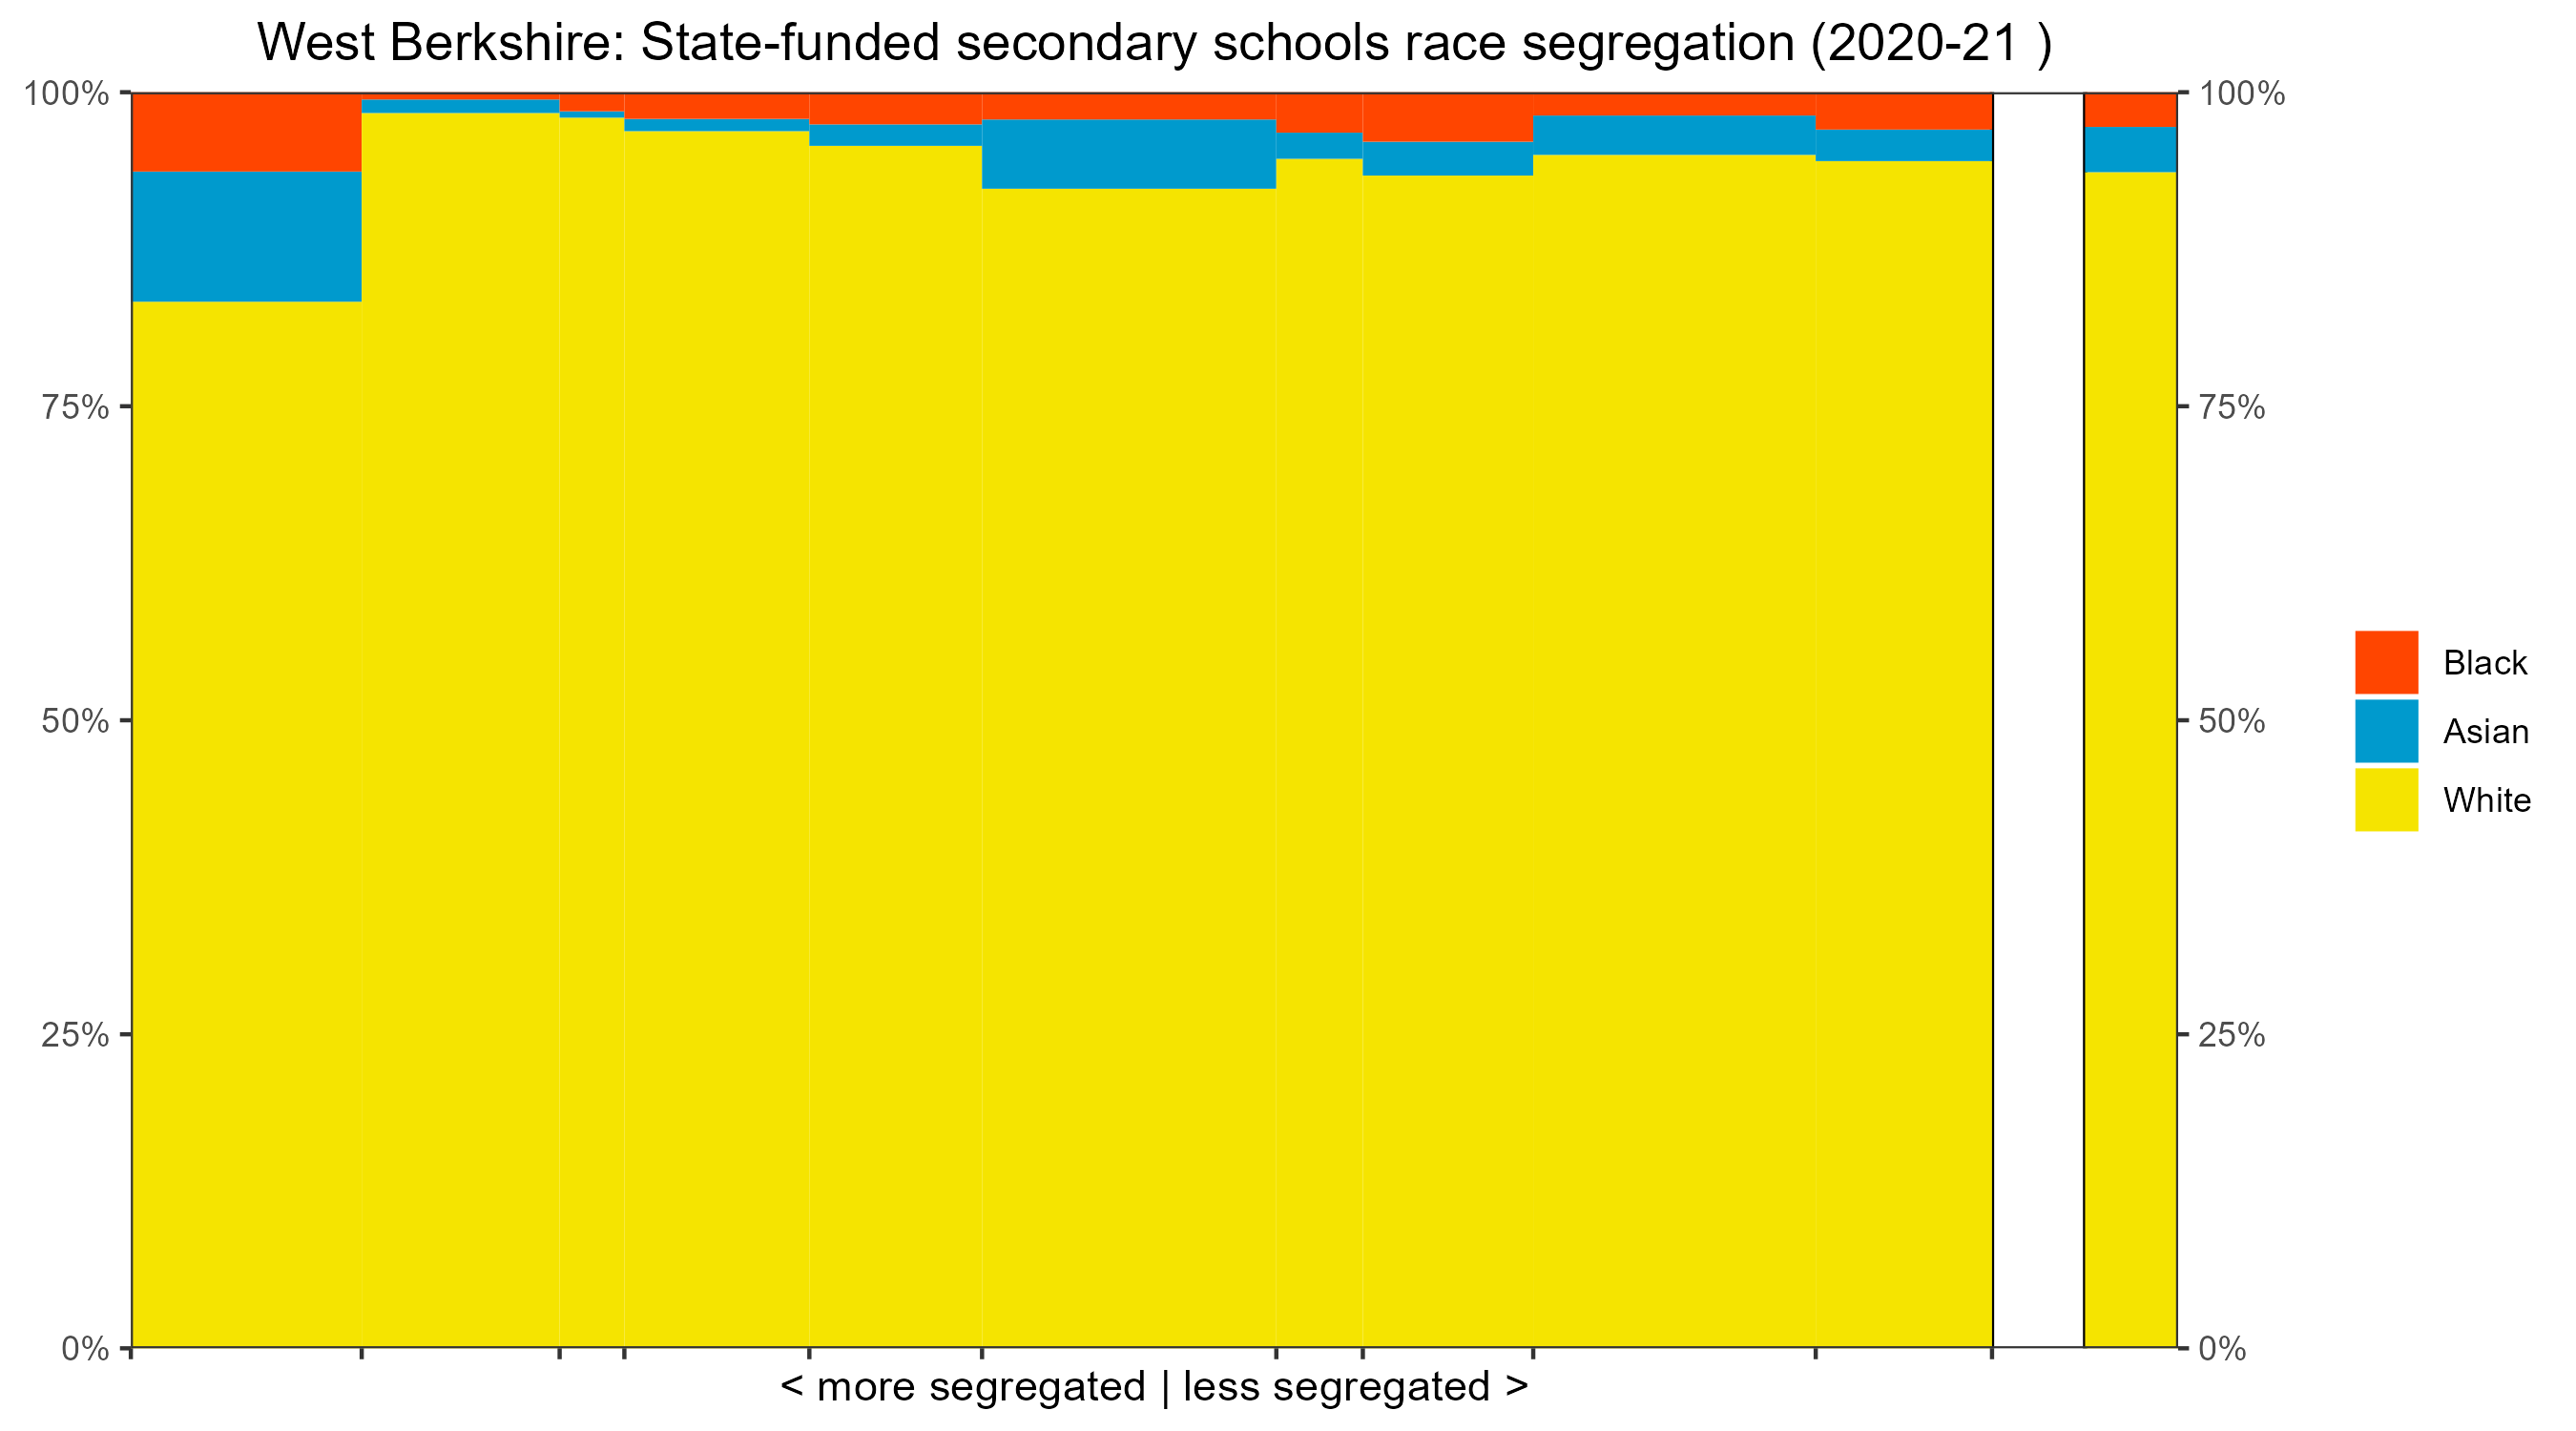 West Berkshire: State-funded secondary schools race segregation (2020-21 )
100%
75%
50%
25%
0%
100%
75%
50%
25%
0%
Black
Asian
White
< more segregated | less segregated >